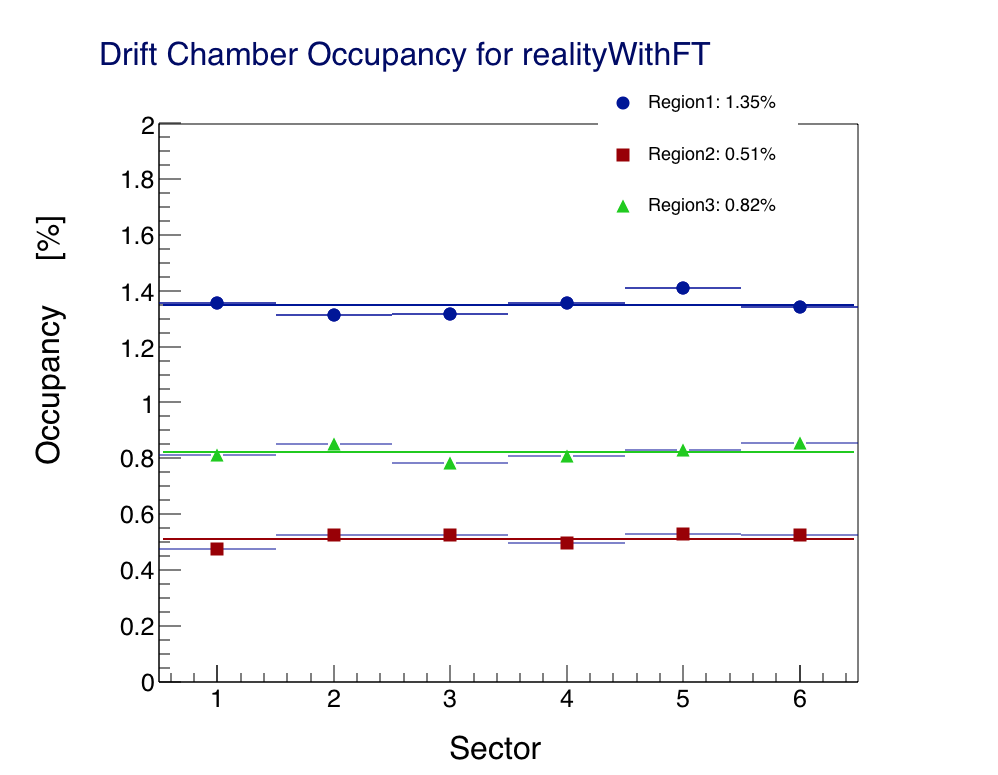 Drift Chamber Occupancy for realityWithFT
Region1: 1.35%
Region2: 0.51%
Region3: 0.82%
Occupancy [%]
2
1.8
1.6
1.4
1.2
1
0.8
0.6
0.4
0.2
0
1 2 3 4 5 6
Sector